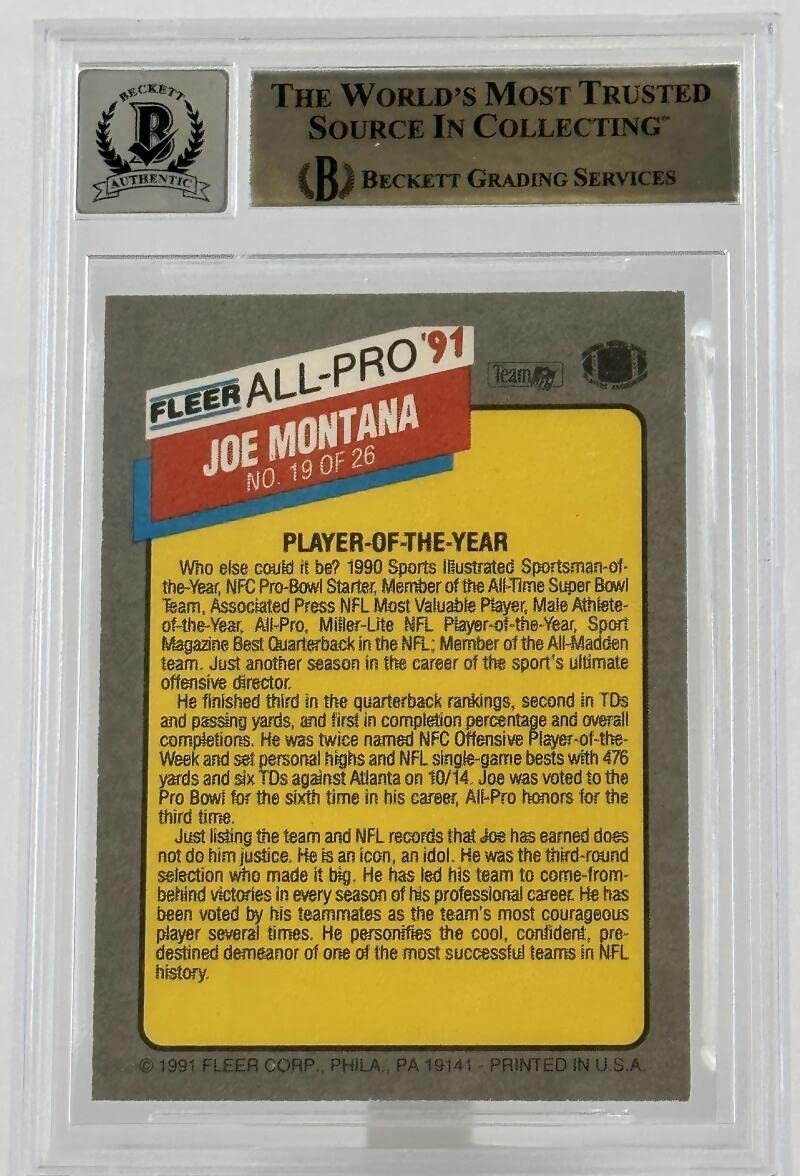 BECKETT
B
AUTHENTIC
THE WORLD'S MOST TRUSTED
SOURCE IN COLLECTING™
B BECKETT GRADING SERVICES
FLEER ALL-PRO '91
Team NFL
JOE MONTANA
NO. 19 OF 26
PLAYER-OF-THE-YEAR
Who else could it be? 1990 Sports Illustrated Sportsman-of-
the-Year, NFC Pro-Bowl Starter, Member of the All-Time Super Bowl
Team, Associated Press NFL Most Valuable Player, Male Athlete-
of-the-Year, All-Pro, Miller-Lite NFL Player-of-the-Year, Sport
Magazine Best Quarterback in the NFL; Member of the All-Madden
team. Just another season in the career of the sport's ultimate
offensive director.
He finished third in the quarterback rankings, second in TDs
and passing yards, and first in completion percentage and overall
completions. He was twice named NFC Offensive Player-of-the-
Week and set personal highs and NFL single-game bests with 476
yards and six TDs against Atlanta on 10/14. Joe was voted to the
Pro Bowl for the sixth time in his career, All-Pro honors for the
third time.
Just listing the team and NFL records that Joe has earned does
not do him justice. He is an icon, an idol. He was the third-round
selection who made it big. He has led his team to come-from-
behind victories in every season of his professional career. He has
been voted by his teammates as the team's most courageous
player several times. He personifies the cool, confident, pre-
destined demeanor of one of the most successful teams in NFL
history.
© 1991 FLEER CORP., PHILA., PA 19141 - PRINTED IN U.S.A.